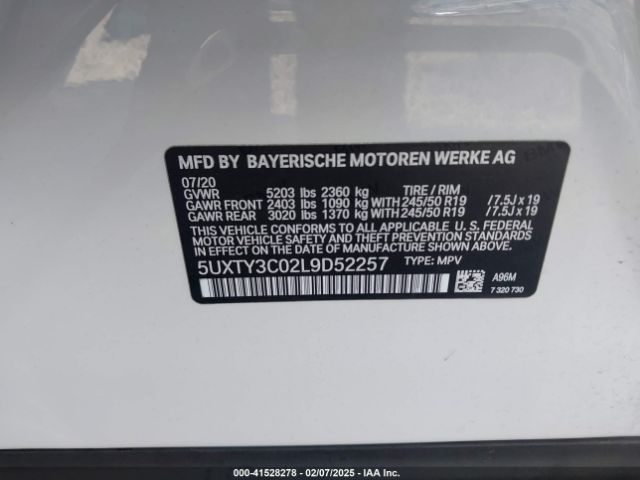 MFD BY BAYERISCHE MOTOREN WERKE AG
07/20
GVWR 5203 lbs 2360 kg TIRE / RIM
GAWR FRONT 2403 lbs 1090 kg WITH 245/50 R19 /7.5J x 19
GAWR REAR 3020 lbs 1370 kg WITH 245/50 R19 /7.5J x 19
THIS VEHICLE CONFORMS TO ALL APPLICABLE U. S. FEDERAL
MOTOR VEHICLE SAFETY, BUMPER, AND THEFT PREVENTION
STANDARDS IN EFFECT ON THE DATE OF MANUFACTURE SHOWN ABOVE.
5UXTY3C02L9D52257 TYPE: MPV
A96M
7 320 730
000-41528278 - 02/07/2025 - IAA Inc.